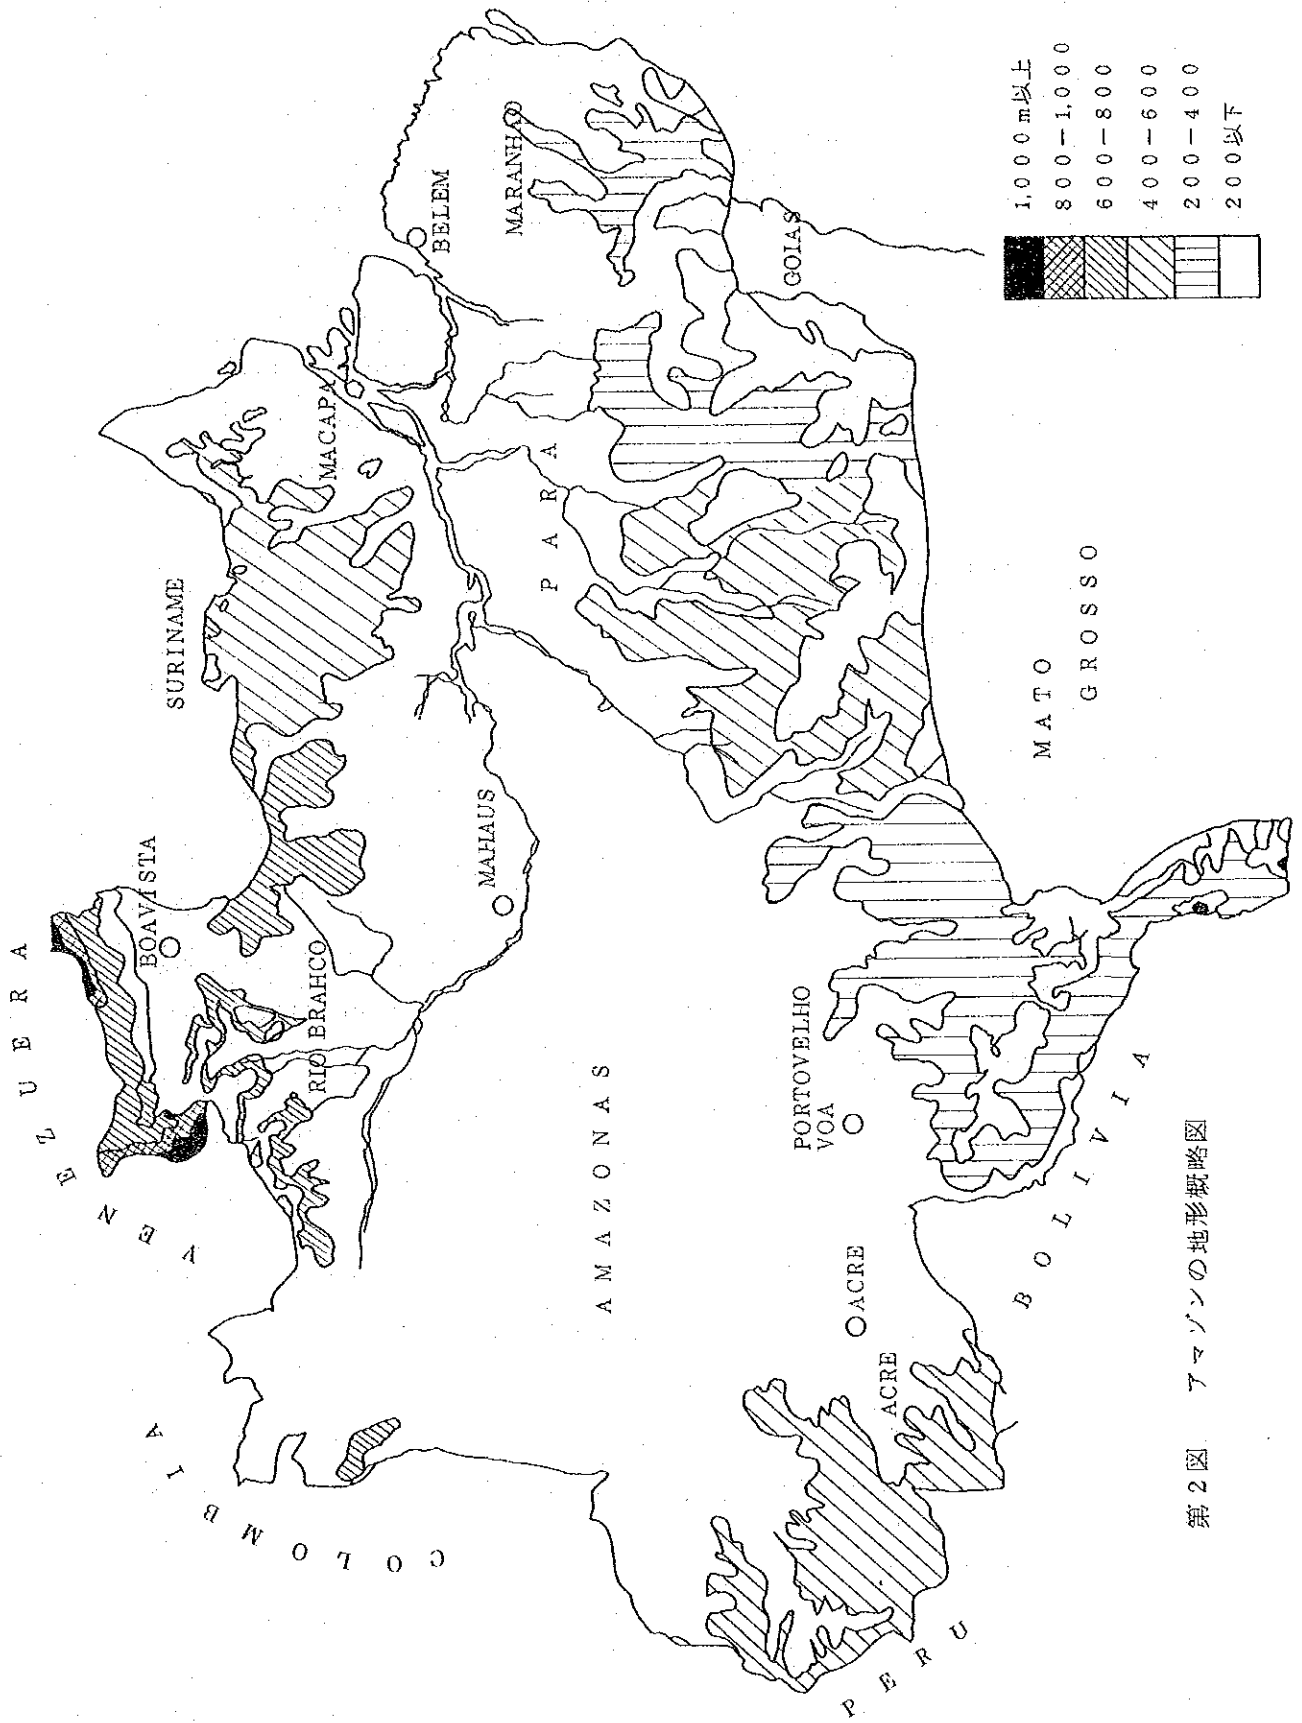 VENEZUERA
COLOMBIA
BOAVISTA
SURINAME
RIO BRAHCO
MACAPA
MAHAUS
BELEM
MARANHAO
PARA
AMAZONAS
PORTOVELHO
VOA
GOIAS
ACRE
ACRE
MATO
GROSSO
BOLIVIA
PERU
1,000m以上
800-1,000
600-800
400-600
200-400
200以下
第2図 アマゾンの地形概略図